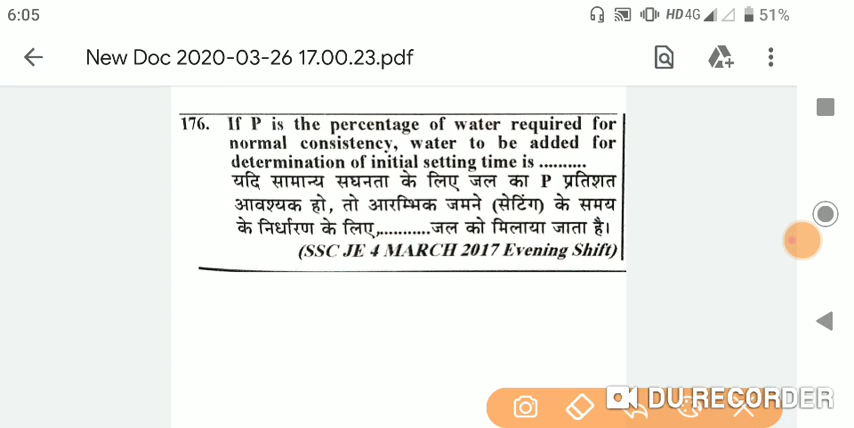 6:05
HD 4G 51%
New Doc 2020-03-26 17.00.23.pdf
176. If P is the percentage of water required for
normal consistency, water to be added for
determination of initial setting time is ..........
यदि सामान्य सघनता के लिए जल का P प्रतिशत
आवश्यक हो, तो आरम्भिक जमने (सेटिंग) के समय
के निर्धारण के लिए,...........जल को मिलाया जाता है।
(SSC JE 4 MARCH 2017 Evening Shift)
DU RECORDER